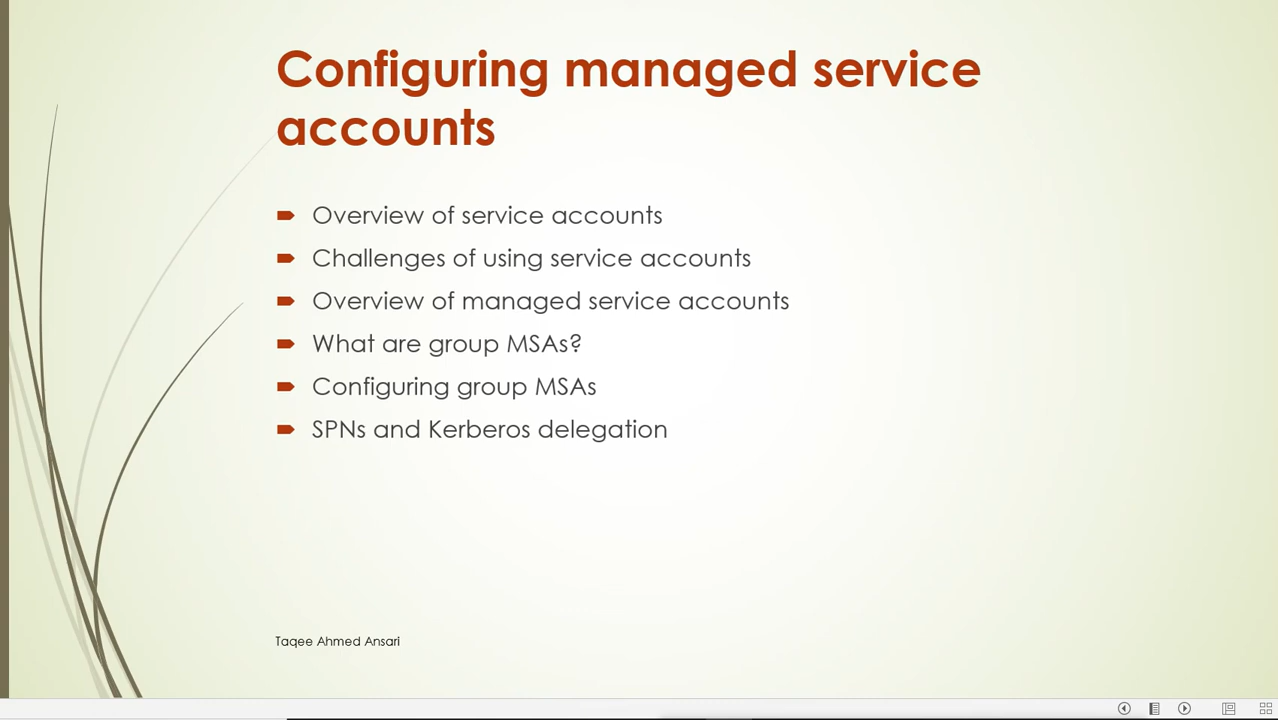 Configuring managed service
accounts
Overview of service accounts
Challenges of using service accounts
Overview of managed service accounts
What are group MSAs?
Configuring group MSAs
SPNs and Kerberos delegation
Taqee Ahmed Ansari